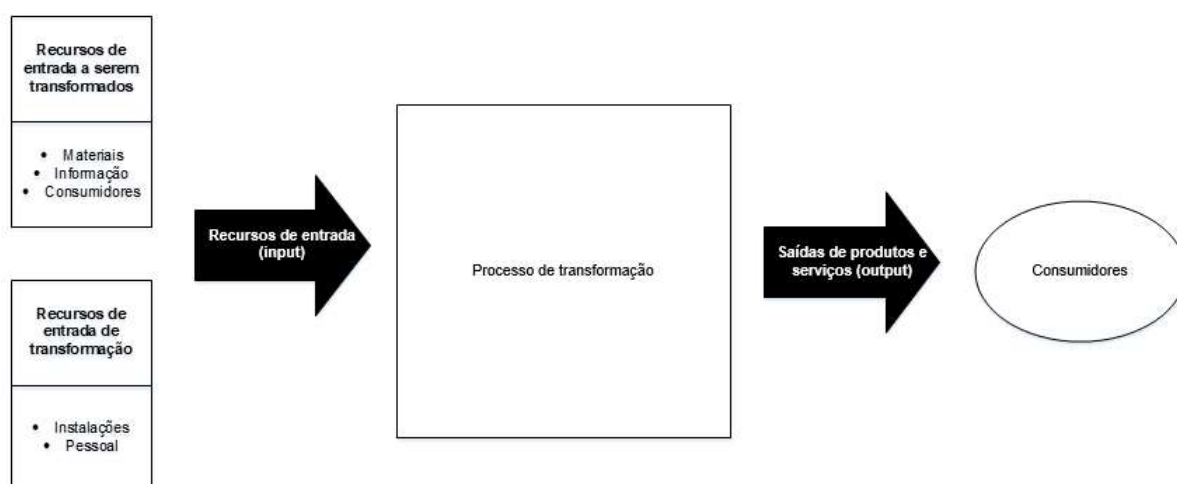 Recursos de
entrada a serem
transformados
• Materiais
• Informação
• Consumidores
Recursos de
entrada de
transformação
• Instalações
• Pessoal
Recursos de entrada
(input)
Processo de transformação
Saídas de produtos e
serviços (output)
Consumidores